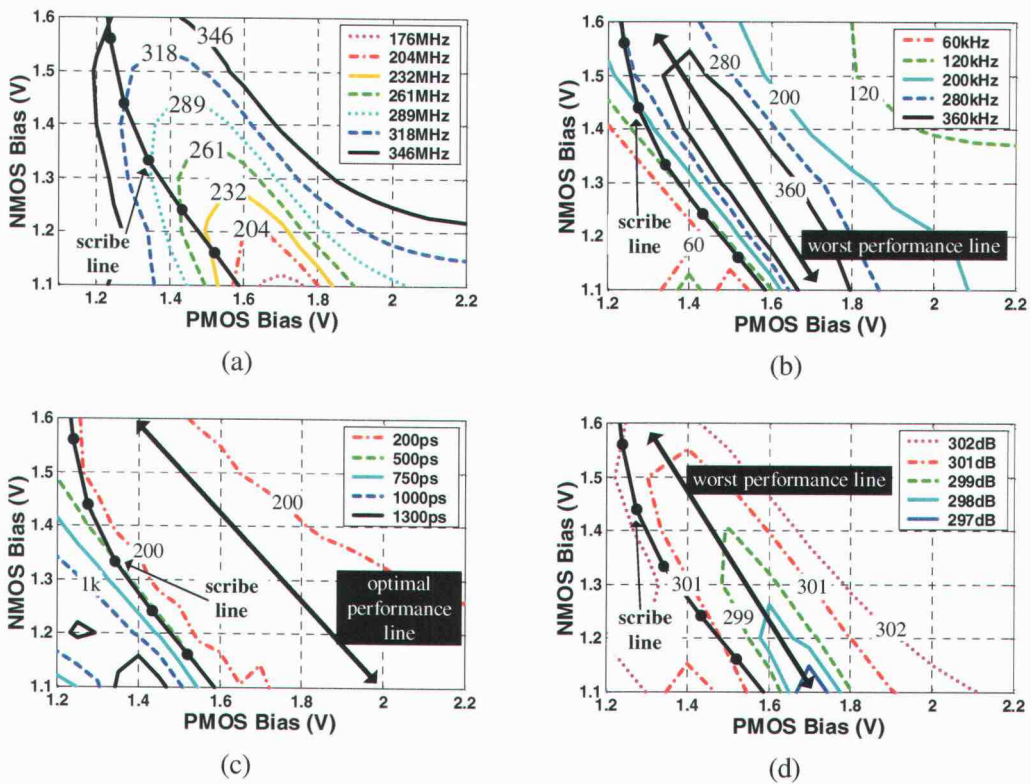 1.6
1.5
1.4
1.3
1.2
1.1
NMOS Bias (V)
1.2 1.4 1.6 1.8 2 2.2
PMOS Bias (V)
346
318
289
261
232
204
scribe
line
176MHz
204MHz
232MHz
261MHz
289MHz
318MHz
346MHz
(a)
1.6
1.5
1.4
1.3
1.2
1.1
NMOS Bias (V)
1.2 1.4 1.6 1.8 2 2.2
PMOS Bias (V)
280
200
120
360
60
scribe
line
worst performance line
60kHz
120kHz
200kHz
280kHz
360kHz
(b)
1.6
1.5
1.4
1.3
1.2
1.1
NMOS Bias (V)
1.2 1.4 1.6 1.8 2 2.2
PMOS Bias (V)
200
200
1k
scribe
line
optimal
performance
line
200ps
500ps
750ps
1000ps
1300ps
(c)
1.6
1.5
1.4
1.3
1.2
1.1
NMOS Bias (V)
1.2 1.4 1.6 1.8 2 2.2
PMOS Bias (V)
worst performance line
301
301
299
302
scribe
line
302dB
301dB
299dB
298dB
297dB
(d)